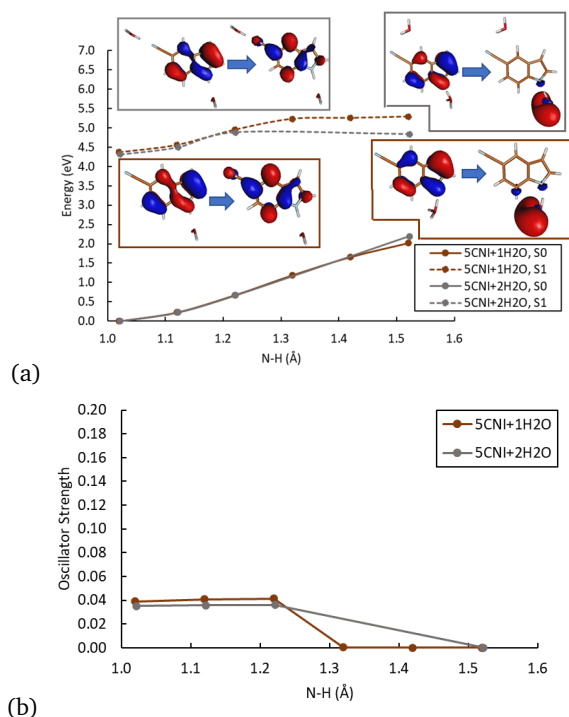 7.0
6.5
6.0
5.5
5.0
4.5
4.0
3.5
3.0
2.5
2.0
1.5
1.0
0.5
0.0
Energy (eV)
5CNI+1H2O, S0
5CNI+1H2O, S1
5CNI+2H2O, S0
5CNI+2H2O, S1
1.0 1.1 1.2 1.3 1.4 1.5 1.6
N-H (Å)
(a)
0.20
0.18
0.16
0.14
0.12
0.10
0.08
0.06
0.04
0.02
0.00
Oscillator Strength
5CNI+1H2O
5CNI+2H2O
1.0 1.1 1.2 1.3 1.4 1.5 1.6
N-H (Å)
(b)